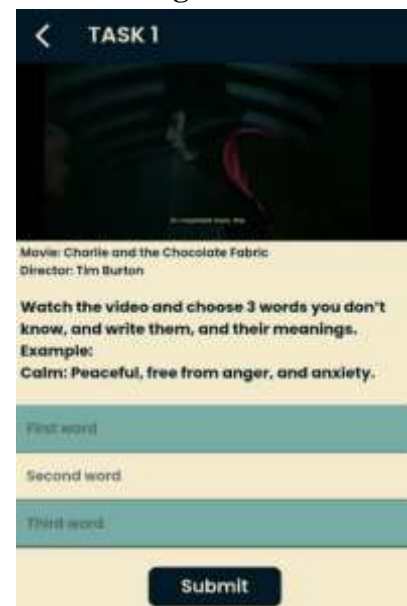 TASK 1
Movie: Charlie and the Chocolate Fabric
Director: Tim Burton
Watch the video and choose 3 words you don't
know, and write them, and their meanings.
Example:
Calm: Peaceful, free from anger, and anxiety.
First word
Second word
Third word
Submit